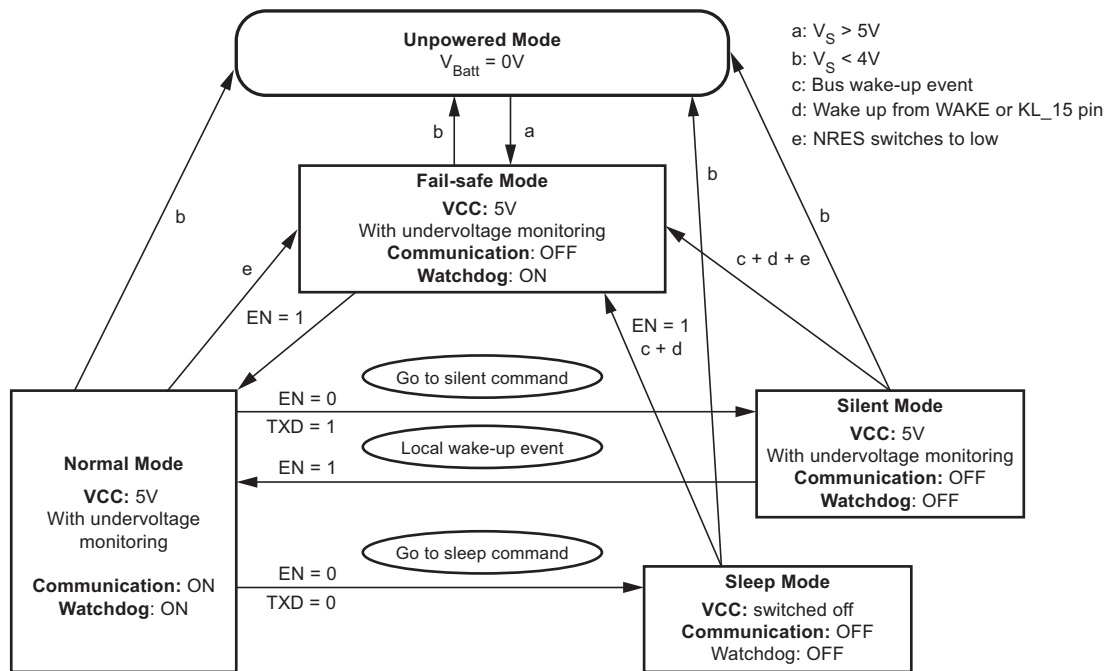 Unpowered Mode
V_Batt = 0V
a: V_S > 5V
b: V_S < 4V
c: Bus wake-up event
d: Wake up from WAKE or KL_15 pin
e: NRES switches to low
b
a
b
b
b
Fail-safe Mode
VCC: 5V
With undervoltage monitoring
Communication: OFF
Watchdog: ON
e
c + d + e
EN = 1
EN = 1
c + d
Go to silent command
EN = 0
TXD = 1
Local wake-up event
EN = 1
Silent Mode
VCC: 5V
With undervoltage monitoring
Communication: OFF
Watchdog: OFF
Normal Mode
VCC: 5V
With undervoltage
monitoring
Communication: ON
Watchdog: ON
Go to sleep command
EN = 0
TXD = 0
Sleep Mode
VCC: switched off
Communication: OFF
Watchdog: OFF